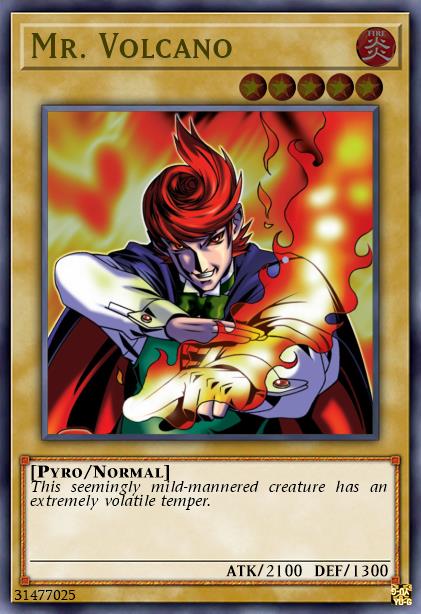 Mr. Volcano
FIRE
炎
[Pyro/Normal]
This seemingly mild-mannered creature has an
extremely volatile temper.
ATK/2100 DEF/1300
31477025